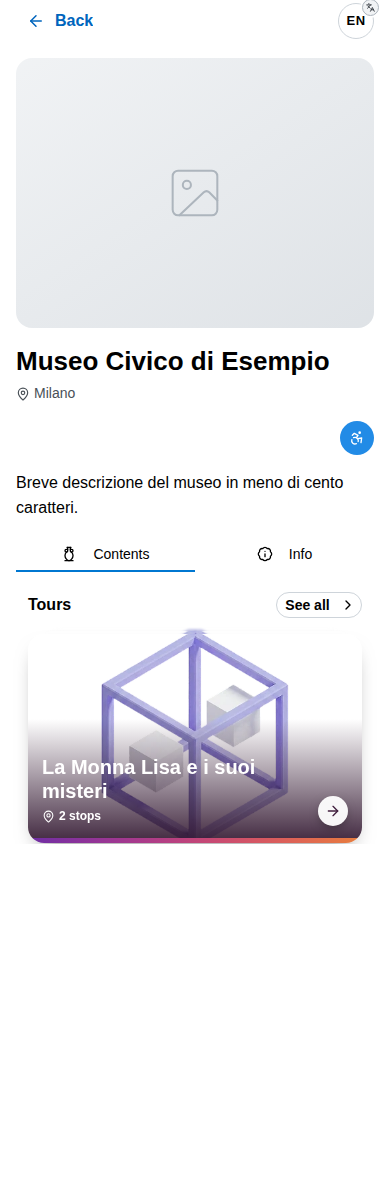 Back
EN
Museo Civico di Esempio
Milano
Breve descrizione del museo in meno di cento
caratteri.
Contents
Info
Tours
See all
La Monna Lisa e i suoi
misteri
2 stops